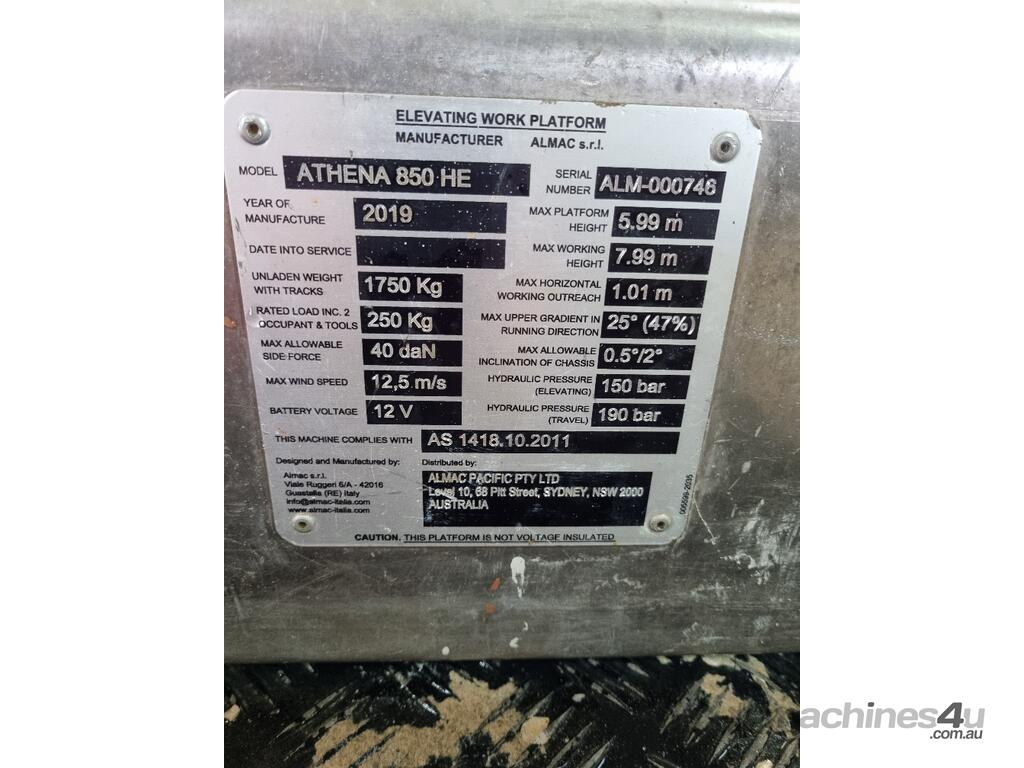 ELEVATING WORK PLATFORM
MANUFACTURER ALMAC s.r.l.
MODEL ATHENA 850 HE
SERIAL NUMBER ALM-000746
YEAR OF MANUFACTURE 2019
MAX PLATFORM HEIGHT 5.99 m
DATE INTO SERVICE
MAX WORKING HEIGHT 7.99 m
UNLADEN WEIGHT WITH TRACKS 1750 Kg
MAX HORIZONTAL WORKING OUTREACH 1.01 m
RATED LOAD INC. 2 OCCUPANT & TOOLS 250 Kg
MAX UPPER GRADIENT IN RUNNING DIRECTION 25° (47%)
MAX ALLOWABLE SIDE FORCE 40 daN
MAX ALLOWABLE INCLINATION OF CHASSIS 0.5°/2°
MAX WIND SPEED 12,5 m/s
HYDRAULIC PRESSURE (ELEVATING) 150 bar
BATTERY VOLTAGE 12 V
HYDRAULIC PRESSURE (TRAVEL) 190 bar
THIS MACHINE COMPLIES WITH AS 1418.10.2011
Designed and Manufactured by:
Almac s.r.l.
Viale Ruggeri 6/A - 42016
Guastalla (RE) Italy
info@almac-italia.com
www.almac-italia.com
Distributed by:
ALMAC PACIFIC PTY LTD
Level 10, 68 Pitt Street, SYDNEY, NSW 2000
AUSTRALIA
005599-2035
CAUTION. THIS PLATFORM IS NOT VOLTAGE INSULATED
machines4u
.com.au